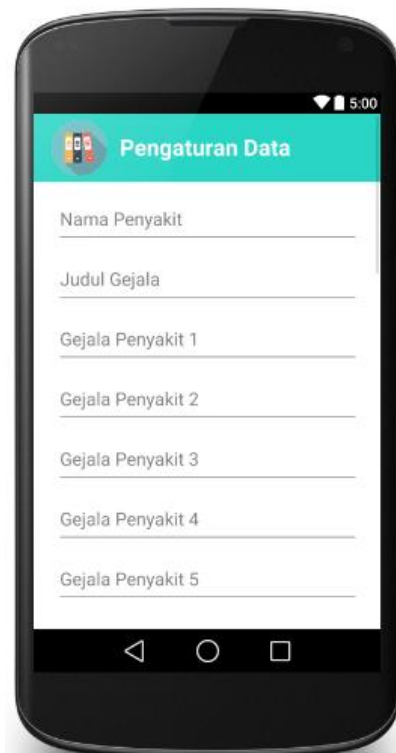 5:00
Pengaturan Data
Nama Penyakit
Judul Gejala
Gejala Penyakit 1
Gejala Penyakit 2
Gejala Penyakit 3
Gejala Penyakit 4
Gejala Penyakit 5